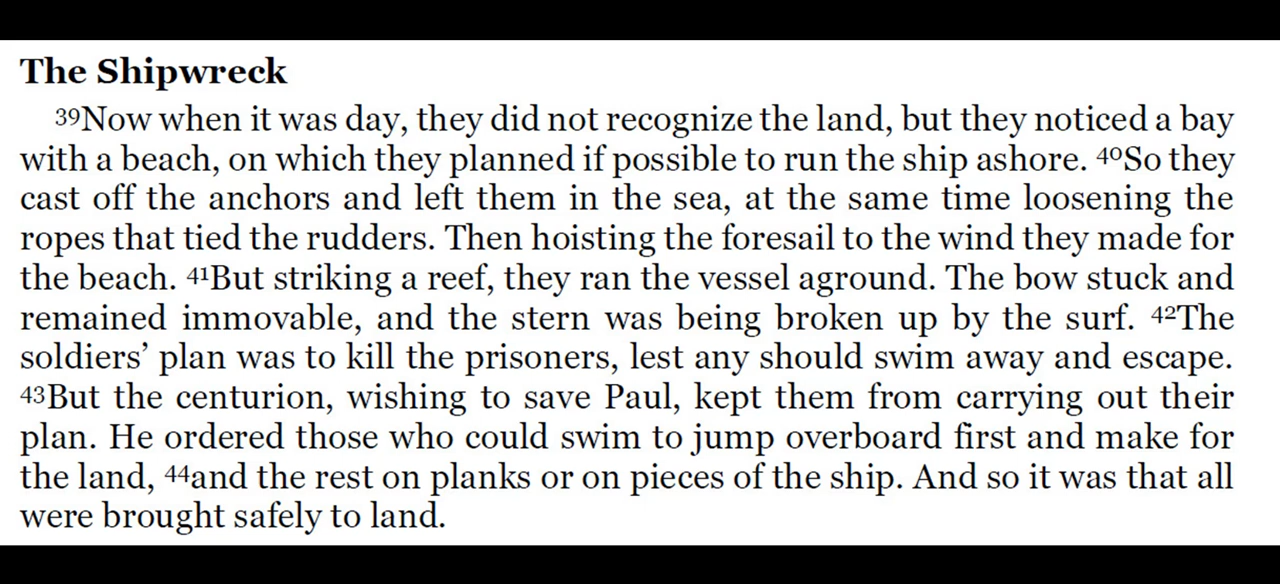 The Shipwreck
39Now when it was day, they did not recognize the land, but they noticed a bay
with a beach, on which they planned if possible to run the ship ashore. 40So they
cast off the anchors and left them in the sea, at the same time loosening the
ropes that tied the rudders. Then hoisting the foresail to the wind they made for
the beach. 41But striking a reef, they ran the vessel aground. The bow stuck and
remained immovable, and the stern was being broken up by the surf. 42The
soldiers’ plan was to kill the prisoners, lest any should swim away and escape.
43But the centurion, wishing to save Paul, kept them from carrying out their
plan. He ordered those who could swim to jump overboard first and make for
the land, 44and the rest on planks or on pieces of the ship. And so it was that all
were brought safely to land.